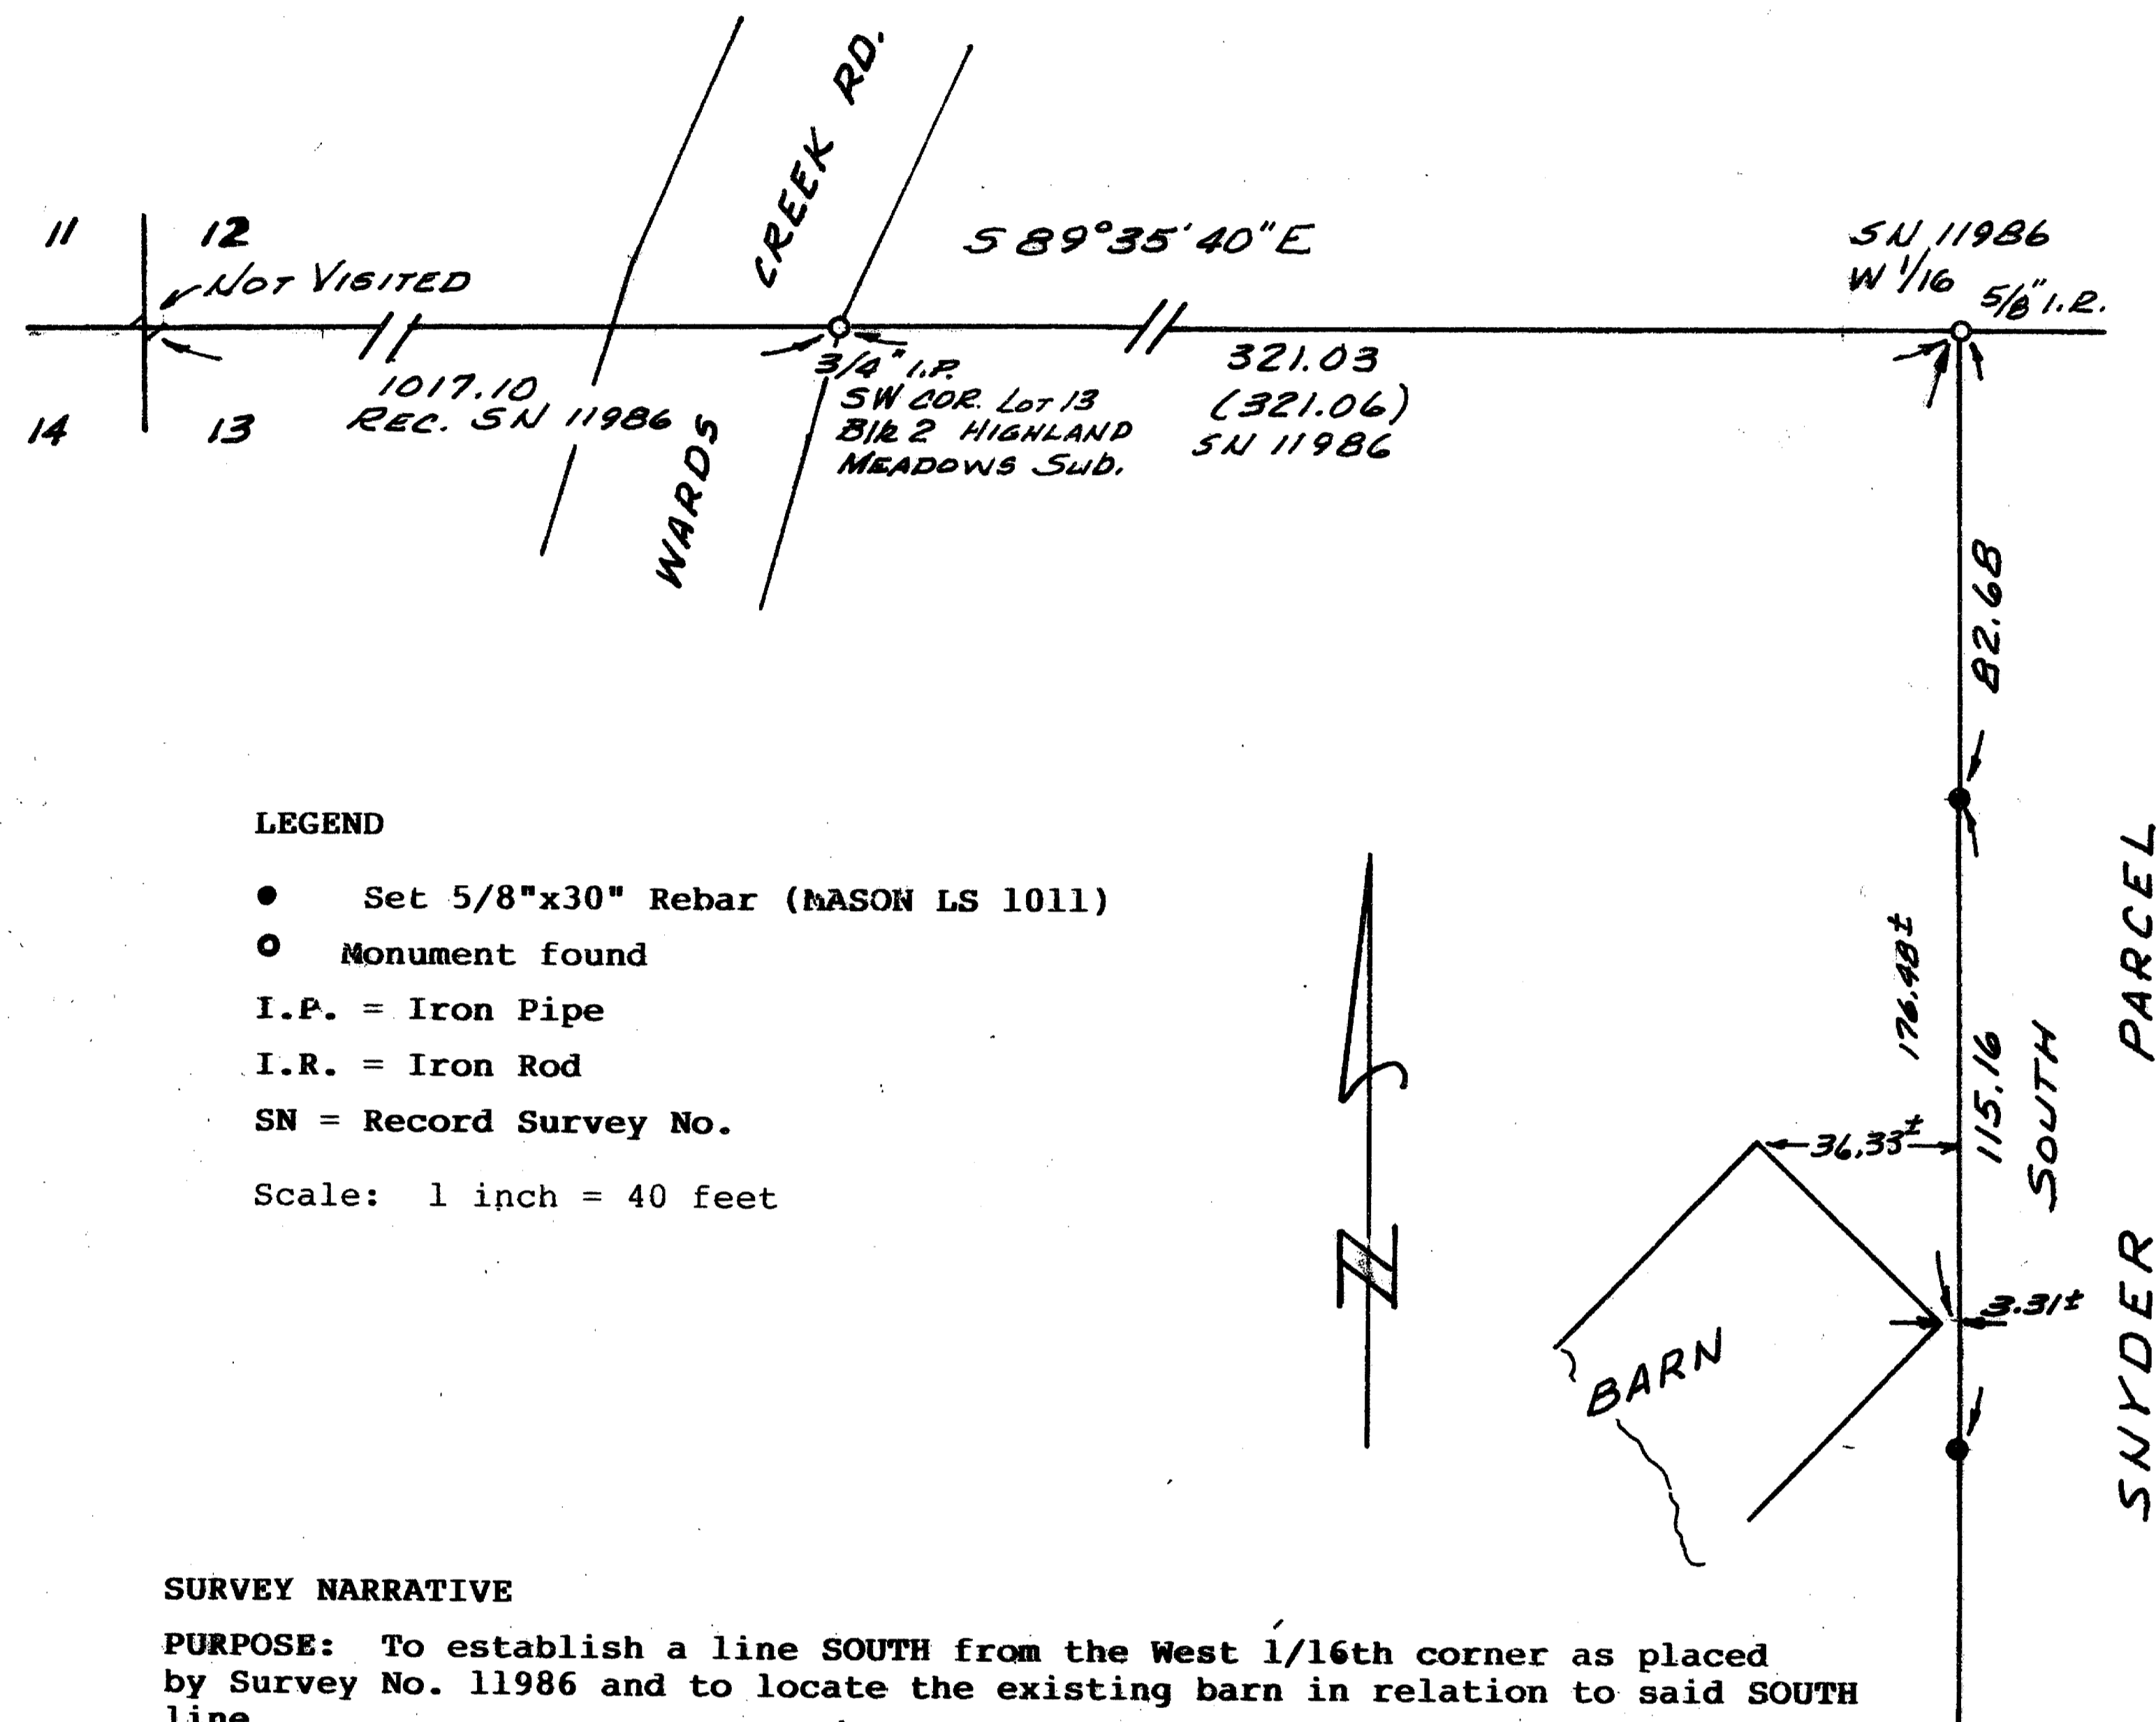 CREEK RD.
11
12
NOT VISITED
S 89°35'40"E
SN 11986
W 1/16
5/8" I.R.
14
13
1017.10
REC. SN 11986
WARDS
3/4" I.P.
SW COR. LOT 13
Blk 2 HIGHLAND
MEADOWS Sub.
321.03
(321.06)
SN 11986
82.68
LEGEND
Set 5/8"x30" Rebar (MASON LS 1011)
Monument found
I.P. = Iron Pipe
I.R. = Iron Rod
SN = Record Survey No.
Scale: 1 inch = 40 feet
N
176.48±
115.16
SOUTH
36.33±
3.31±
BARN
SNYDER PARCEL
SURVEY NARRATIVE
PURPOSE: To establish a line SOUTH from the West 1/16th corner as placed
by Survey No. 11986 and to locate the existing barn in relation to said SOUTH
line